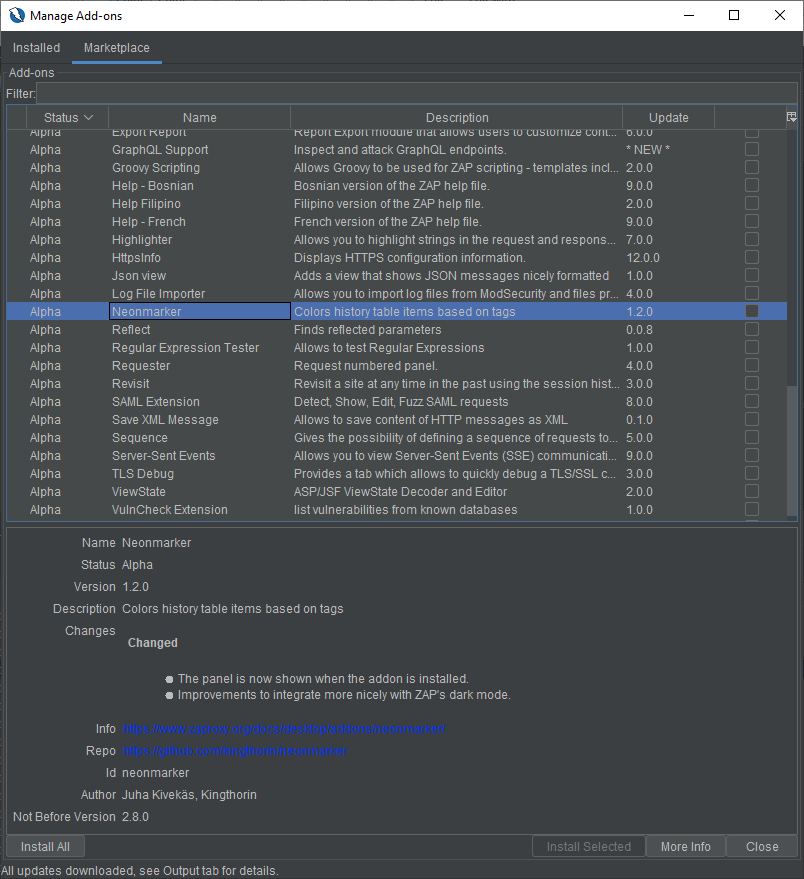 Manage Add-ons
Installed Marketplace
Add-ons
Filter:
Status Name Description Update
Alpha Export Report Report Export module that allows users to customize cont... 6.0.0
Alpha GraphQL Support Inspect and attack GraphQL endpoints. * NEW *
Alpha Groovy Scripting Allows Groovy to be used for ZAP scripting - templates incl... 2.0.0
Alpha Help - Bosnian Bosnian version of the ZAP help file. 9.0.0
Alpha Help Filipino Filipino version of the ZAP help file. 2.0.0
Alpha Help - French French version of the ZAP help file. 9.0.0
Alpha Highlighter Allows you to highlight strings in the request and respons... 7.0.0
Alpha HttpsInfo Displays HTTPS configuration information. 12.0.0
Alpha Json view Adds a view that shows JSON messages nicely formatted 1.0.0
Alpha Log File Importer Allows you to import log files from ModSecurity and files pr... 4.0.0
Alpha Neonmarker Colors history table items based on tags 1.2.0
Alpha Reflect Finds reflected parameters 0.0.8
Alpha Regular Expression Tester Allows to test Regular Expressions 1.0.0
Alpha Requester Request numbered panel. 4.0.0
Alpha Revisit Revisit a site at any time in the past using the session hist... 3.0.0
Alpha SAML Extension Detect, Show, Edit, Fuzz SAML requests 8.0.0
Alpha Save XML Message Allows to save content of HTTP messages as XML 0.1.0
Alpha Sequence Gives the possibility of defining a sequence of requests to... 5.0.0
Alpha Server-Sent Events Allows you to view Server-Sent Events (SSE) communicati... 9.0.0
Alpha TLS Debug Provides a tab which allows to quickly debug a TLS/SSL c... 3.0.0
Alpha ViewState ASP/JSF ViewState Decoder and Editor 2.0.0
Alpha VulnCheck Extension list vulnerabilities from known databases 1.0.0
Name Neonmarker
Status Alpha
Version 1.2.0
Description Colors history table items based on tags
Changes
Changed
The panel is now shown when the addon is installed.
Improvements to integrate more nicely with ZAP's dark mode.
Info https://www.zaproxy.org/docs/desktop/addons/neonmarker/
Repo https://github.com/kingthorin/neonmarker
Id neonmarker
Author Juha Kivekäs, Kingthorin
Not Before Version 2.8.0
Install All Install Selected More Info Close
All updates downloaded, see Output tab for details.